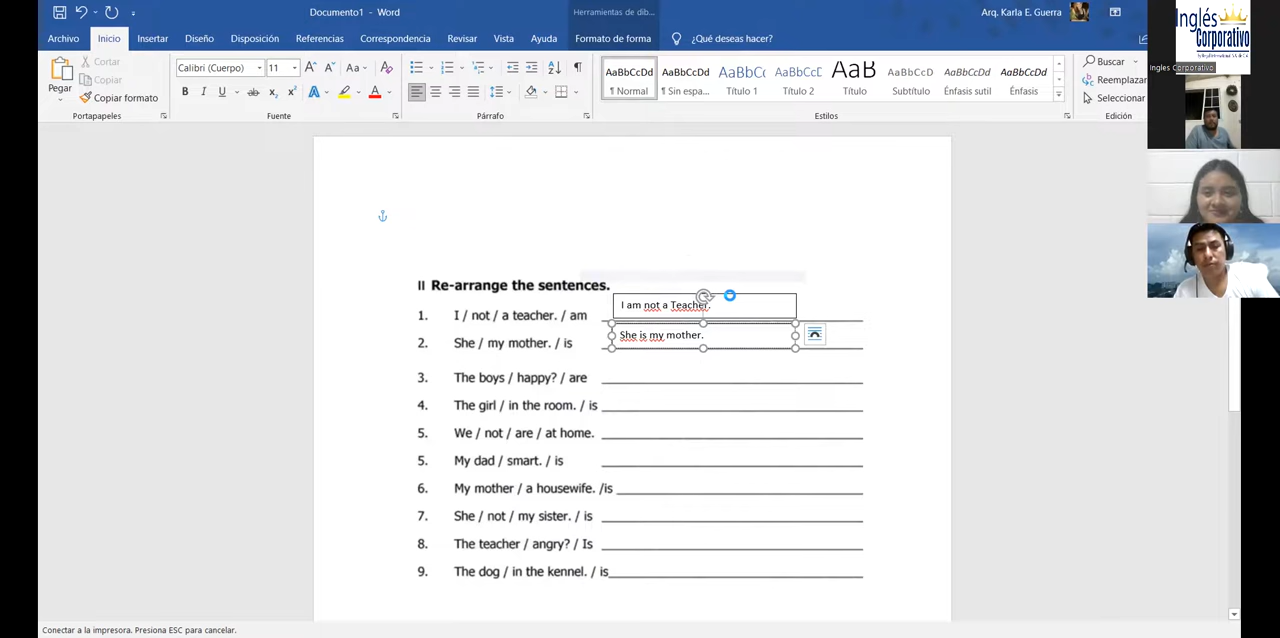 Documento1 - Word
Herramientas de dib...
Arq. Karla E. Guerra
Archivo Inicio Insertar Diseño Disposición Referencias Correspondencia Revisar Vista Ayuda Formato de forma ¿Qué deseas hacer?
Pegar
Cortar
Copiar
Copiar formato
Portapapeles
Calibri (Cuerpo) 11
Fuente
Párrafo
AaBbCcDd AaBbCcDd AaBbCc AaBbCcC AaB AaBbCcD AaBbCcDd AaBbCcDd
¶ Normal ¶ Sin espa... Título 1 Título 2 Título Subtítulo Énfasis sutil Énfasis
Estilos
Buscar
Reemplazar
Seleccionar
Edición
Inglés
Corporativo
Ingles Corporativo
II Re-arrange the sentences.
I am not a Teacher.
1. I / not / a teacher. / am
She is my mother.
2. She / my mother. / is
3. The boys / happy? / are
4. The girl / in the room. / is
5. We / not / are / at home.
5. My dad / smart. / is
6. My mother / a housewife. /is
7. She / not / my sister. / is
8. The teacher / angry? / Is
9. The dog / in the kennel. / is
Conectar a la impresora. Presiona ESC para cancelar.